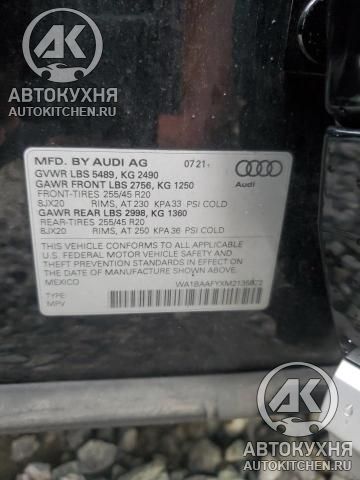 АК
АВТОКУХНЯ
AUTOKITCHEN.RU
MFD. BY AUDI AG 07 21
GVWR LBS 5489, KG 2490
GAWR FRONT LBS 2756, KG 1250
FRONT-TIRES 255/45 R20
8JX20 RIMS, AT 230 KPA33 PSI COLD
GAWR REAR LBS 2998, KG 1360
REAR-TIRES 255/45 R20
8JX20 RIMS, AT 250 KPA 36 PSI COLD
Audi
THIS VEHICLE CONFORMS TO ALL APPLICABLE
U.S. FEDERAL MOTOR VEHICLE SAFETY
AND THEFT PREVENTION STANDARDS IN EFFECT
ON THE DATE OF MANUFACTURE SHOWN ABOVE.
MEXICO
TYPE:
MPV
АК
АВТОКУХНЯ
AUTOKITCHEN.RU